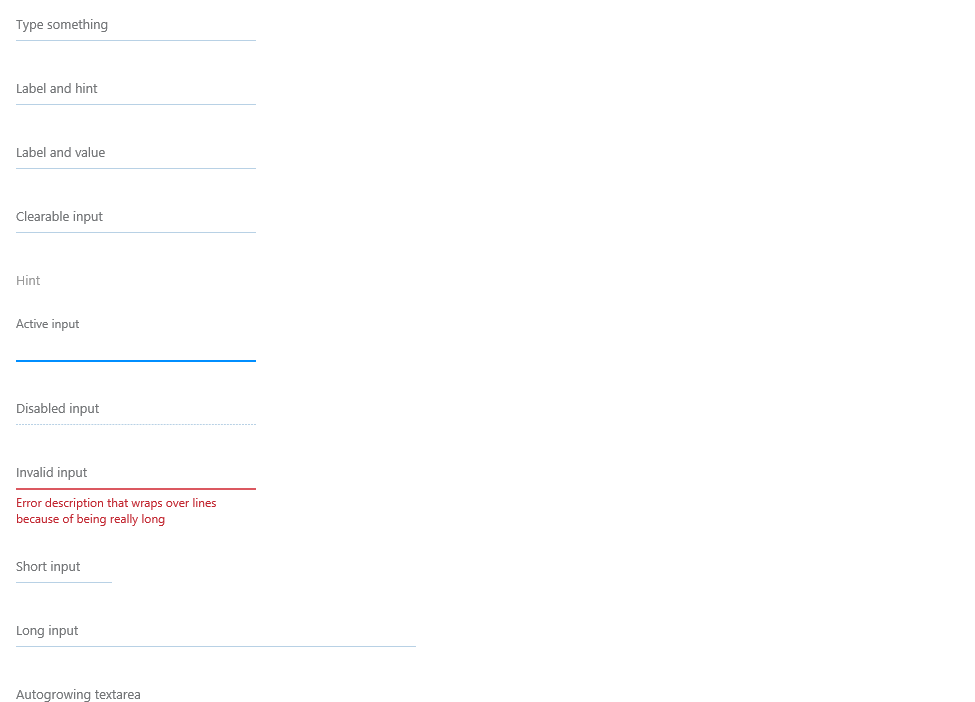 Type something
Label and hint
Label and value
Clearable input
Hint
Active input
Disabled input
Invalid input
Error description that wraps over lines
because of being really long
Short input
Long input
Autogrowing textarea